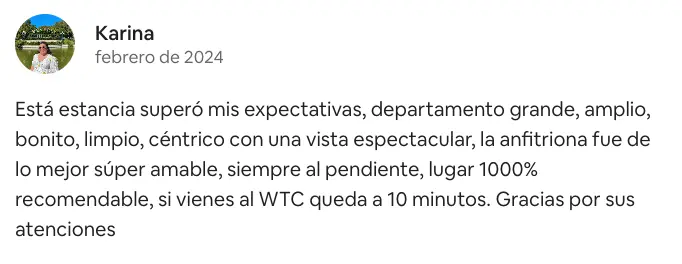 Karina
febrero de 2024
Está estancia superó mis expectativas, departamento grande, amplio,
bonito, limpio, céntrico con una vista espectacular, la anfitriona fue de
lo mejor súper amable, siempre al pendiente, lugar 1000%
recomendable, si vienes al WTC queda a 10 minutos. Gracias por sus
atenciones